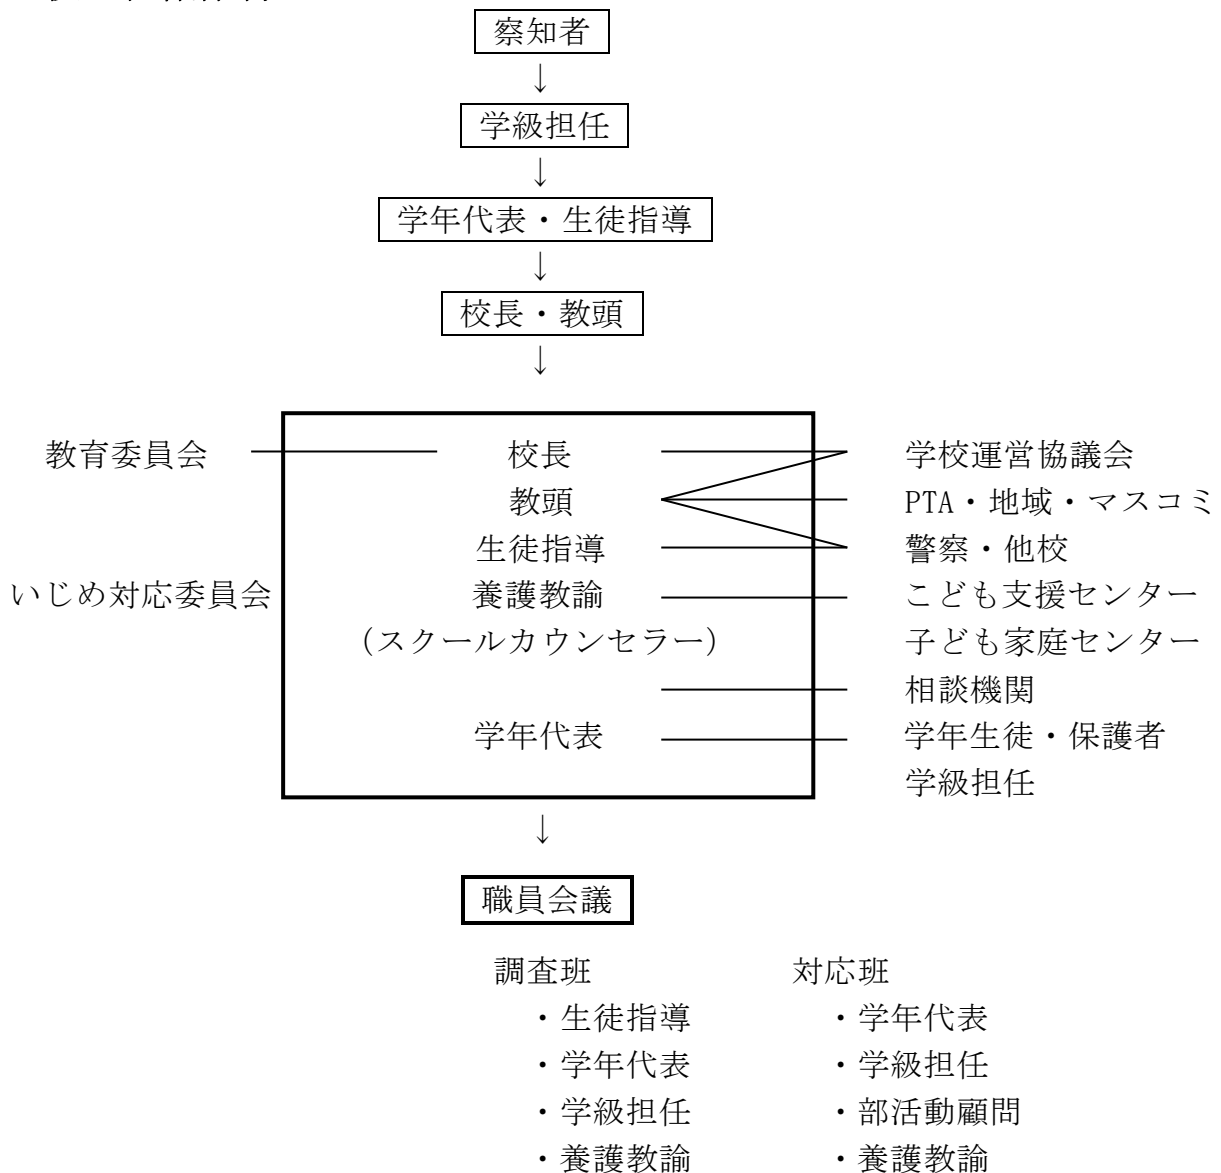 察知者
↓
学級担任
↓
学年代表・生徒指導
↓
校長・教頭
↓
教育委員会 校長 学校運営協議会
教頭 PTA・地域・マスコミ
生徒指導 警察・他校
いじめ対応委員会 養護教諭 こども支援センター
（スクールカウンセラー） 子ども家庭センター
相談機関
学年代表 学年生徒・保護者
学級担任
↓
職員会議
調査班 対応班
・生徒指導 ・学年代表
・学年代表 ・学級担任
・学級担任 ・部活動顧問
・養護教諭 ・養護教諭